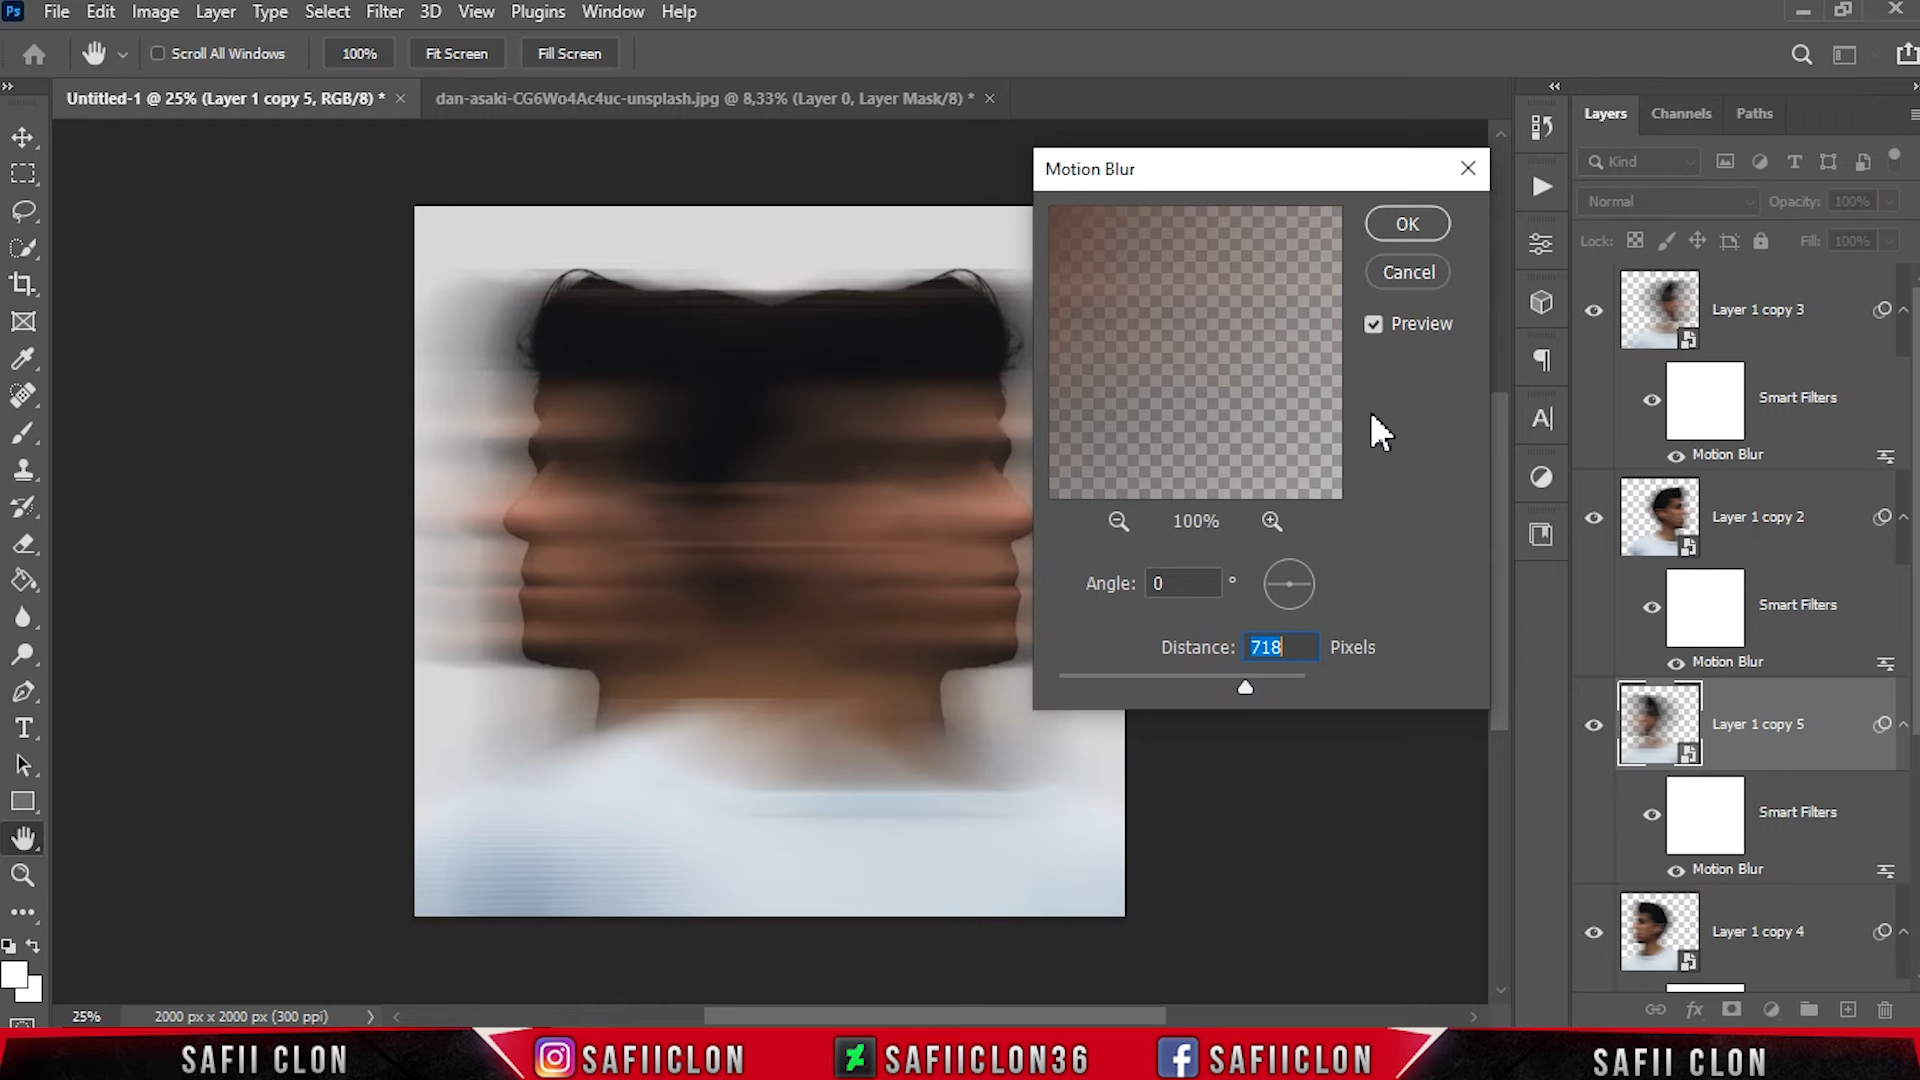 Ps File Edit Image Layer Type Select Filter 3D View Plugins Window Help
Scroll All Windows 100% Fit Screen Fill Screen
Untitled-1 @ 25% (Layer 1 copy 5, RGB/8) * dan-asaki-CG6Wo4Ac4uc-unsplash.jpg @ 8,33% (Layer 0, Layer Mask/8) *
Layers Channels Paths
Kind
Normal Opacity: 100%
Lock: Fill: 100%
Layer 1 copy 3
Smart Filters
Motion Blur
Layer 1 copy 2
Smart Filters
Motion Blur
Layer 1 copy 5
Smart Filters
Motion Blur
Layer 1 copy 4
Motion Blur
OK
Cancel
Preview
100%
Angle: 0 °
Distance: 718 Pixels
25% 2000 px x 2000 px (300 ppi)
SAFII CLON SAFIICLON SAFIICLON36 SAFIICLON SAFII CLON